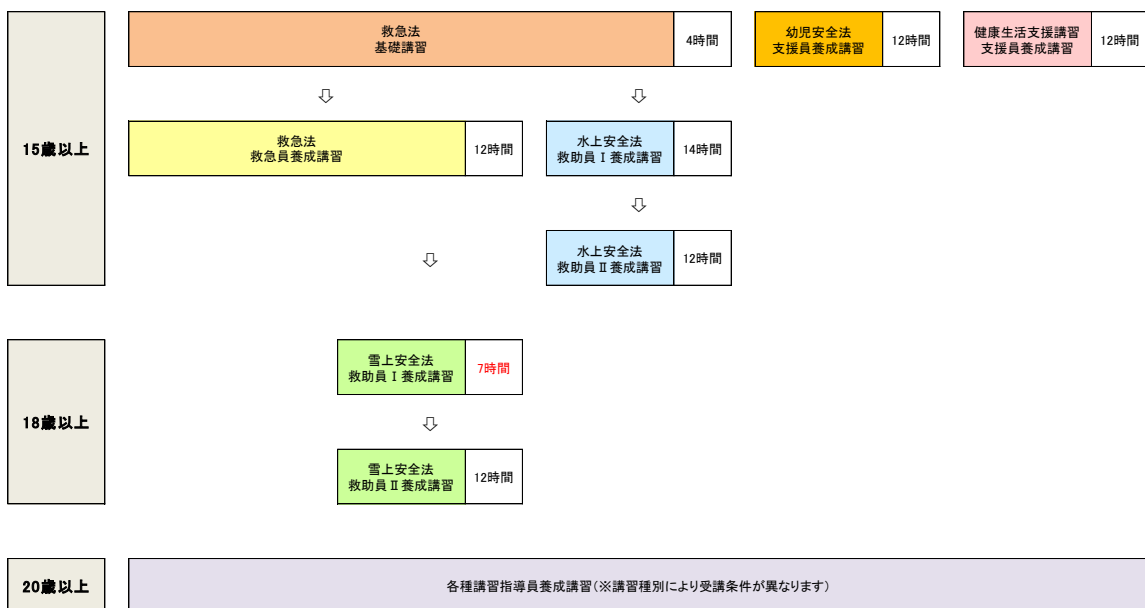 15歳以上
救急法
基礎講習
4時間
幼児安全法
支援員養成講習
12時間
健康生活支援講習
支援員養成講習
12時間
⇩
⇩
救急法
救急員養成講習
12時間
水上安全法
救助員Ⅰ養成講習
14時間
⇩
⇩
水上安全法
救助員Ⅱ養成講習
12時間
18歳以上
雪上安全法
救助員Ⅰ養成講習
7時間
⇩
雪上安全法
救助員Ⅱ養成講習
12時間
20歳以上
各種講習指導員養成講習(※講習種別により受講条件が異なります)